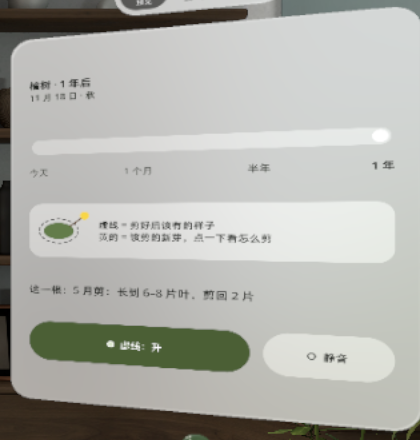 榆树 · 1 年后
11 月 18 日 · 秋
今天
1 个月
半年
1 年
虚线 = 剪好后该有的样子
黄的 = 该剪的新芽，点一下看怎么剪
这一根：5 月剪：长到 6-8 片叶，剪回 2 片
虚线：开
静音